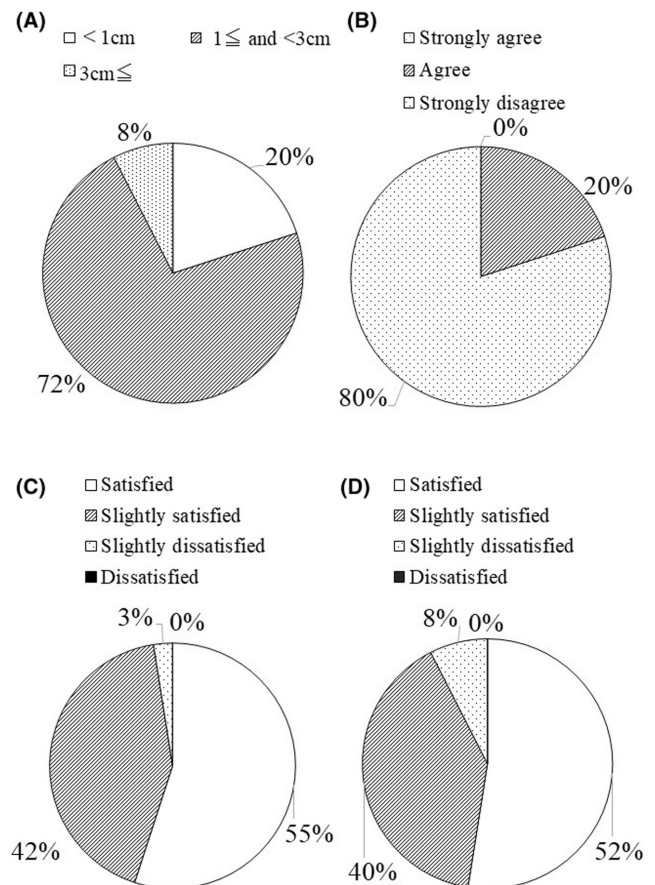 (A)
< 1cm
1≦ and <3cm
3cm≦
8%
20%
72%
(B)
Strongly agree
Agree
Strongly disagree
0%
20%
80%
(C)
Satisfied
Slightly satisfied
Slightly dissatisfied
Dissatisfied
3%
0%
55%
42%
(D)
Satisfied
Slightly satisfied
Slightly dissatisfied
Dissatisfied
8%
0%
52%
40%